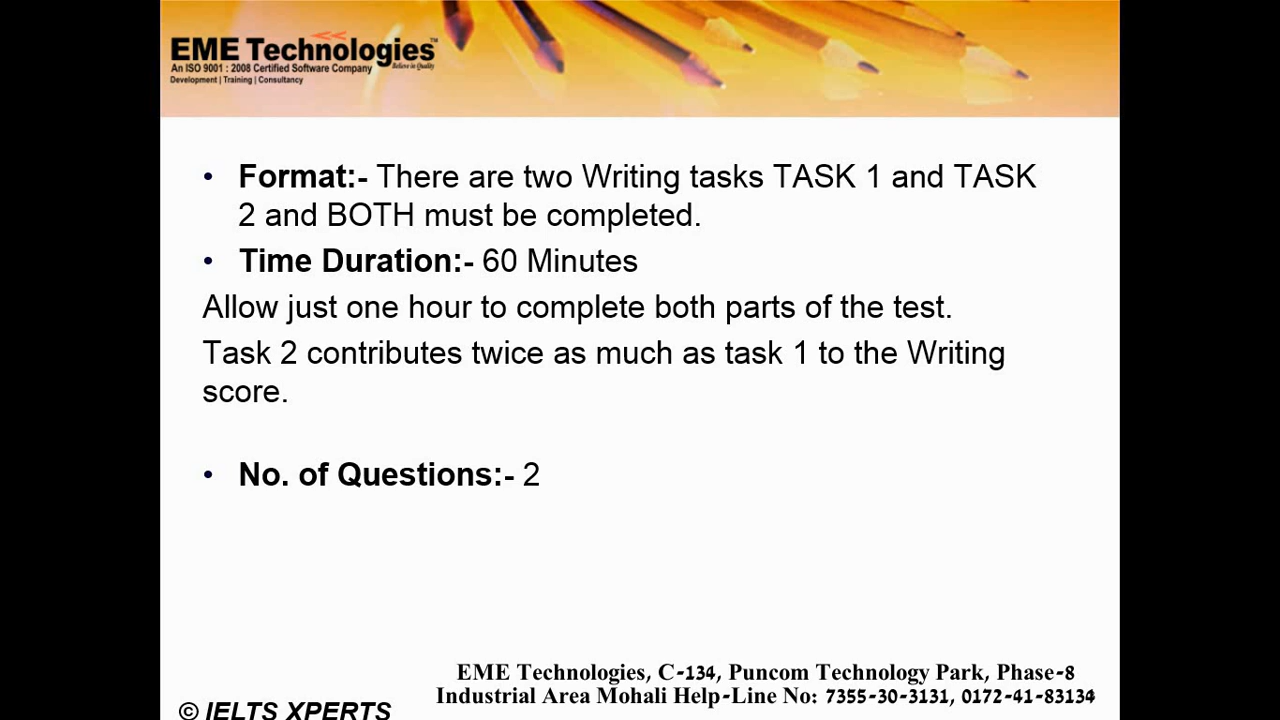 EME Technologies™
An ISO 9001 : 2008 Certified Software Company
Believe in Quality
Development | Training | Consultancy
• Format:- There are two Writing tasks TASK 1 and TASK
2 and BOTH must be completed.
• Time Duration:- 60 Minutes
Allow just one hour to complete both parts of the test.
Task 2 contributes twice as much as task 1 to the Writing
score.
• No. of Questions:- 2
EME Technologies, C-134, Puncom Technology Park, Phase-8
Industrial Area Mohali Help-Line No: 7355-30-3131, 0172-41-83134
© IELTS XPERTS